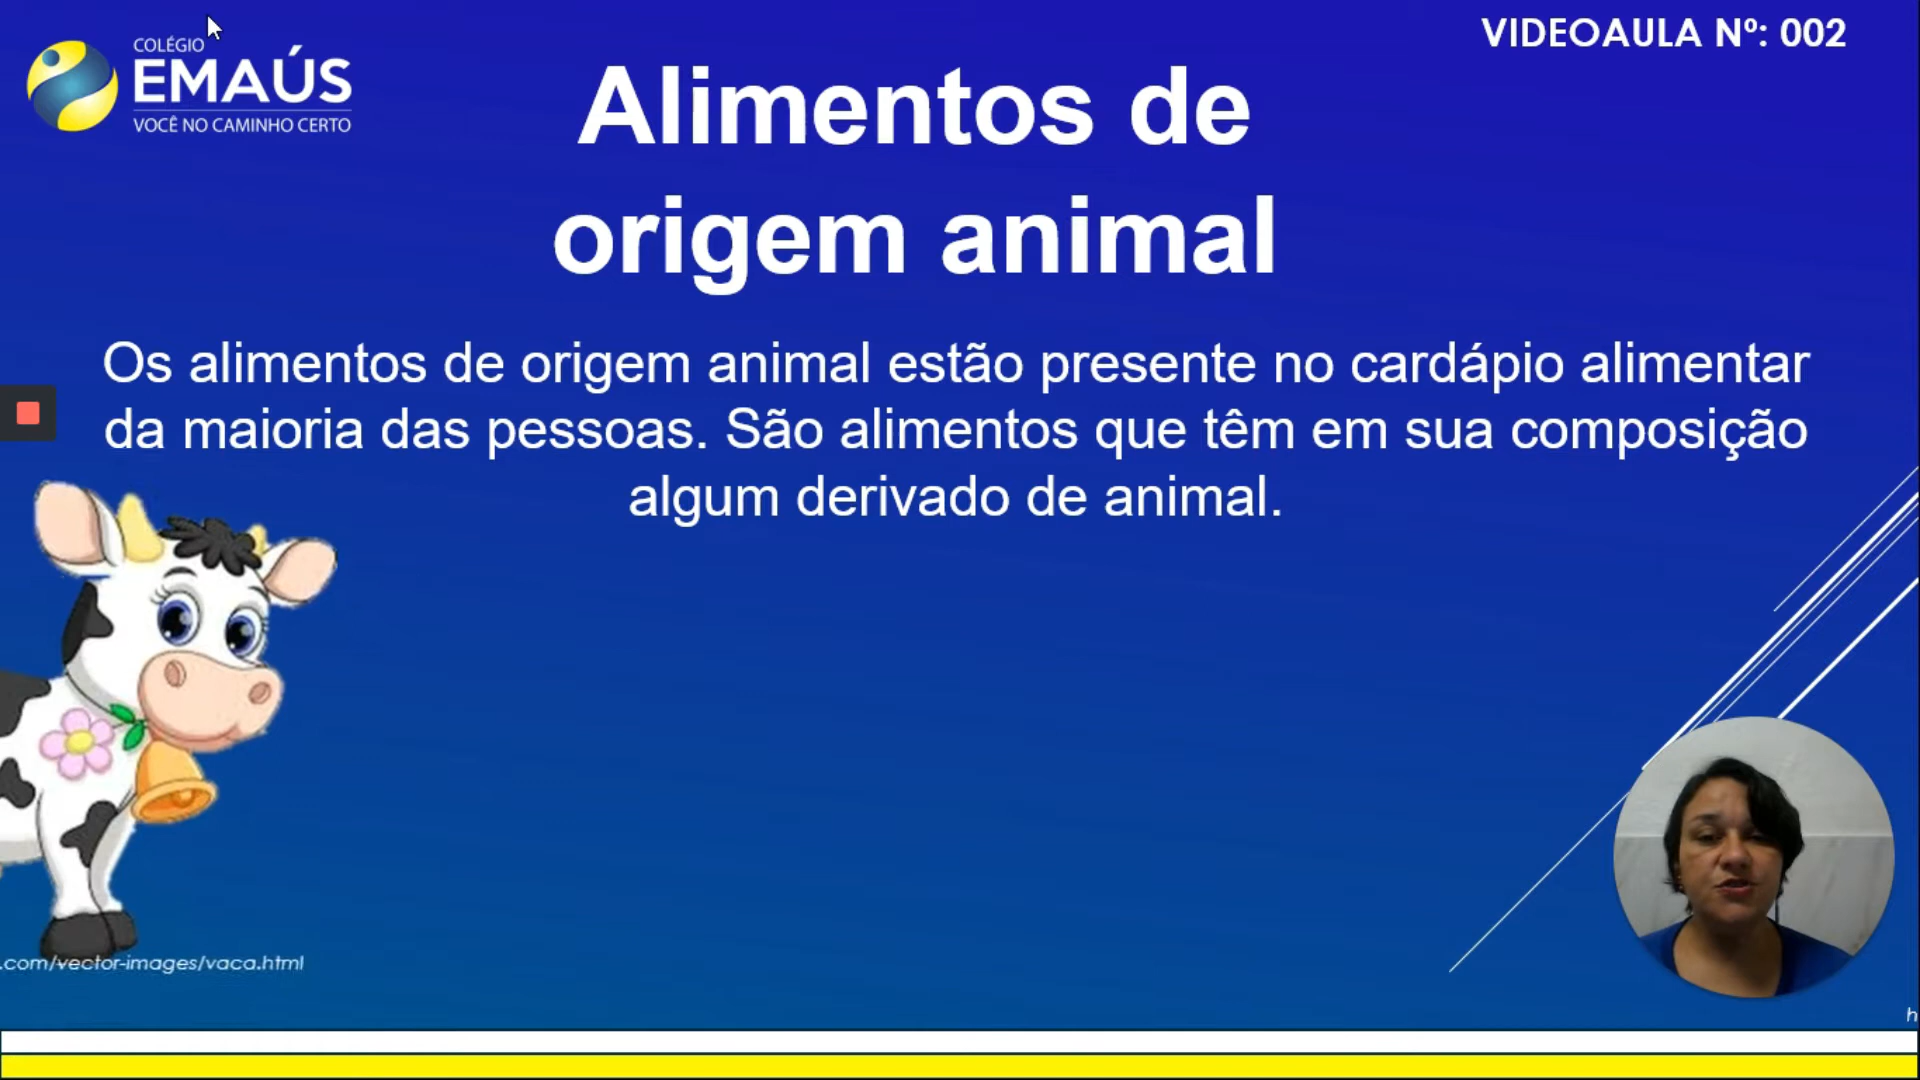 COLÉGIO
EMAÚS
VOCÊ NO CAMINHO CERTO
VIDEOAULA Nº: 002
Alimentos de
origem animal
Os alimentos de origem animal estão presente no cardápio alimentar
da maioria das pessoas. São alimentos que têm em sua composição
algum derivado de animal.
.com/vector-images/vaca.html
h